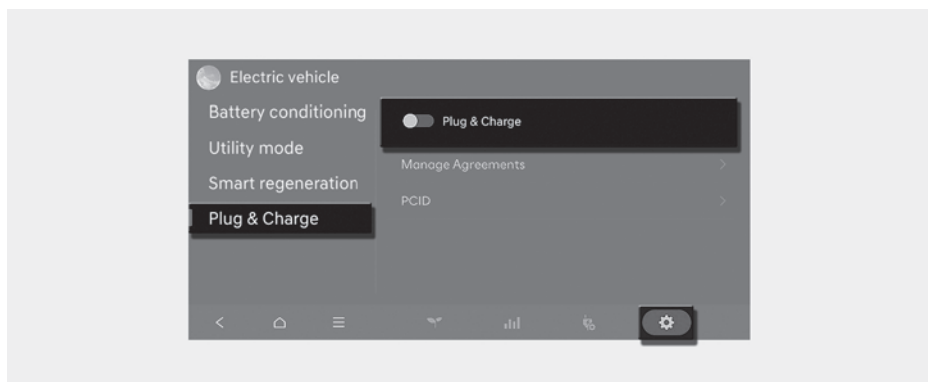 Electric vehicle
Battery conditioning
Utility mode
Smart regeneration
Plug & Charge
Plug & Charge
Manage Agreements
PCID